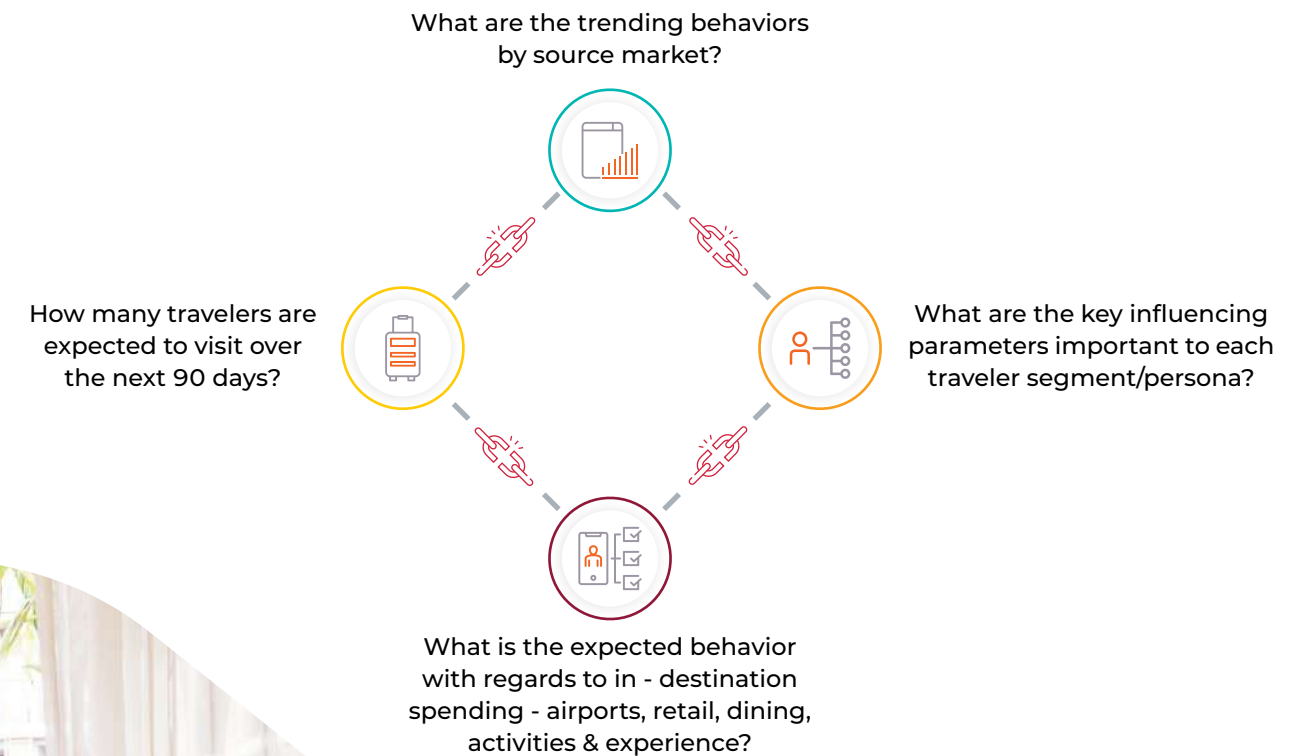 What are the trending behaviors
by source market?
How many travelers are
expected to visit over
the next 90 days?
What are the key influencing
parameters important to each
traveler segment/persona?
What is the expected behavior
with regards to in - destination
spending - airports, retail, dining,
activities & experience?